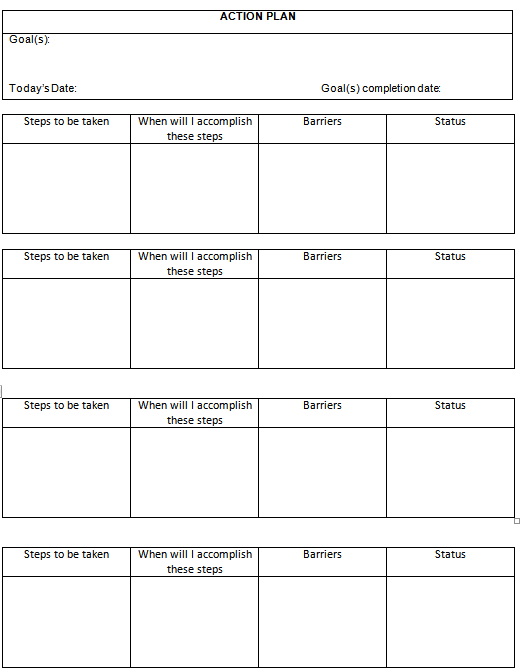 ACTION PLAN
Goal(s):
Today's Date: Goal(s) completion date:
Steps to be taken When will I accomplish Barriers Status
these steps
Steps to be taken When will I accomplish Barriers Status
these steps
Steps to be taken When will I accomplish Barriers Status
these steps
Steps to be taken When will I accomplish Barriers Status
these steps